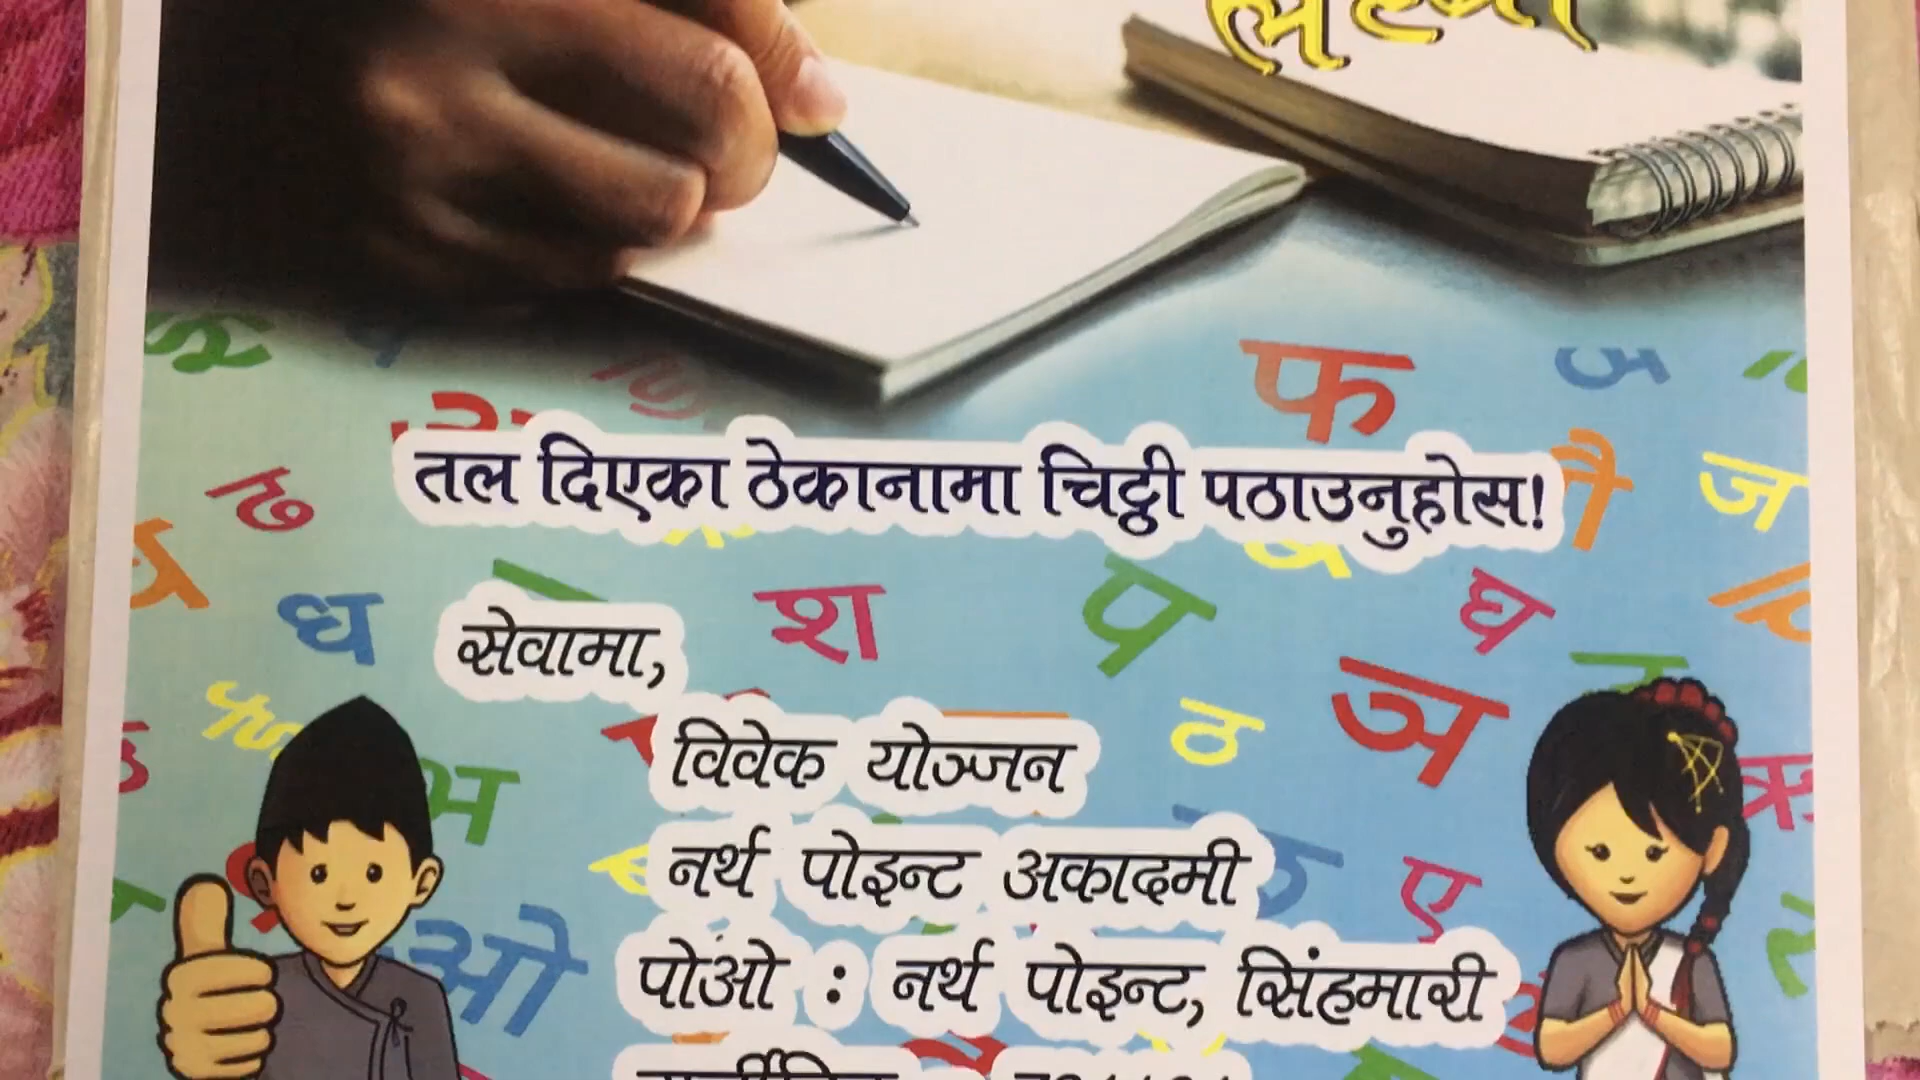 तल दिएका ठेकानामा चिट्ठी पठाउनुहोस!
सेवामा,
विवेक योञ्जन
नर्थ पोइन्ट अकादमी
पोओ : नर्थ पोइन्ट, सिंहमारी